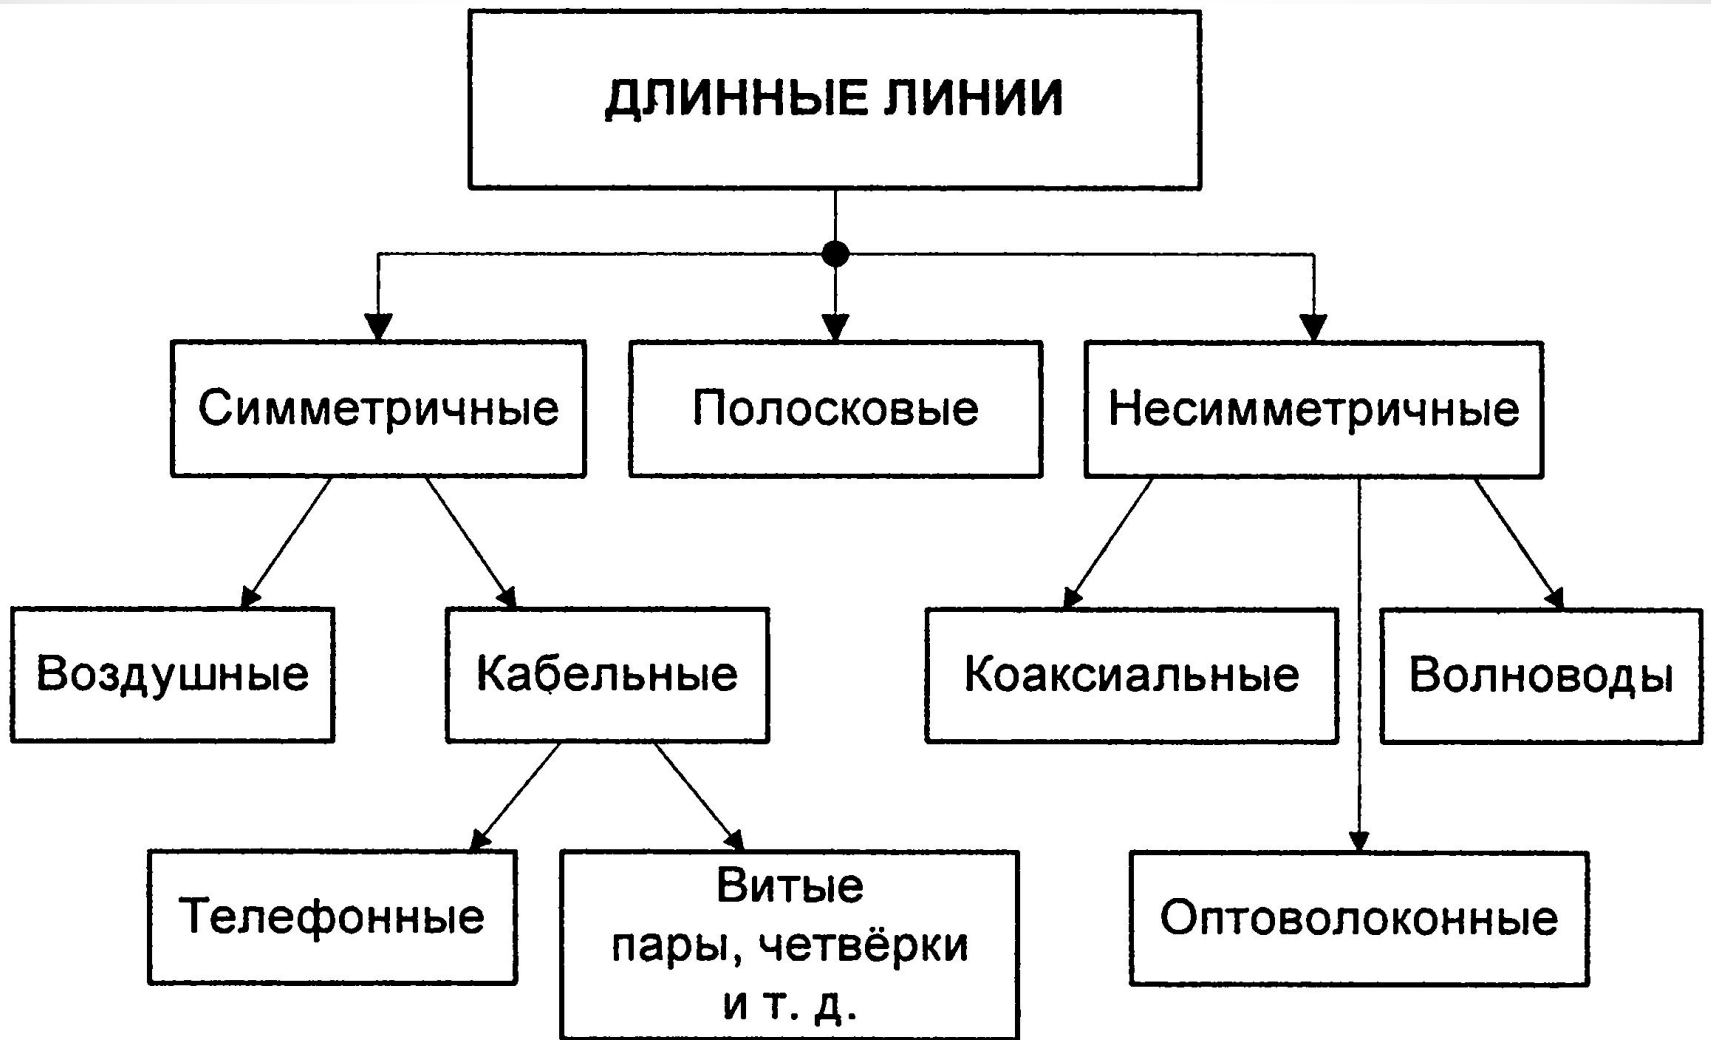 ДЛИННЫЕ ЛИНИИ
Симметричные
Полосковые
Несимметричные
Воздушные
Кабельные
Коаксиальные
Волноводы
Телефонные
Витые
пары, четвёрки
и т. д.
Оптоволоконные